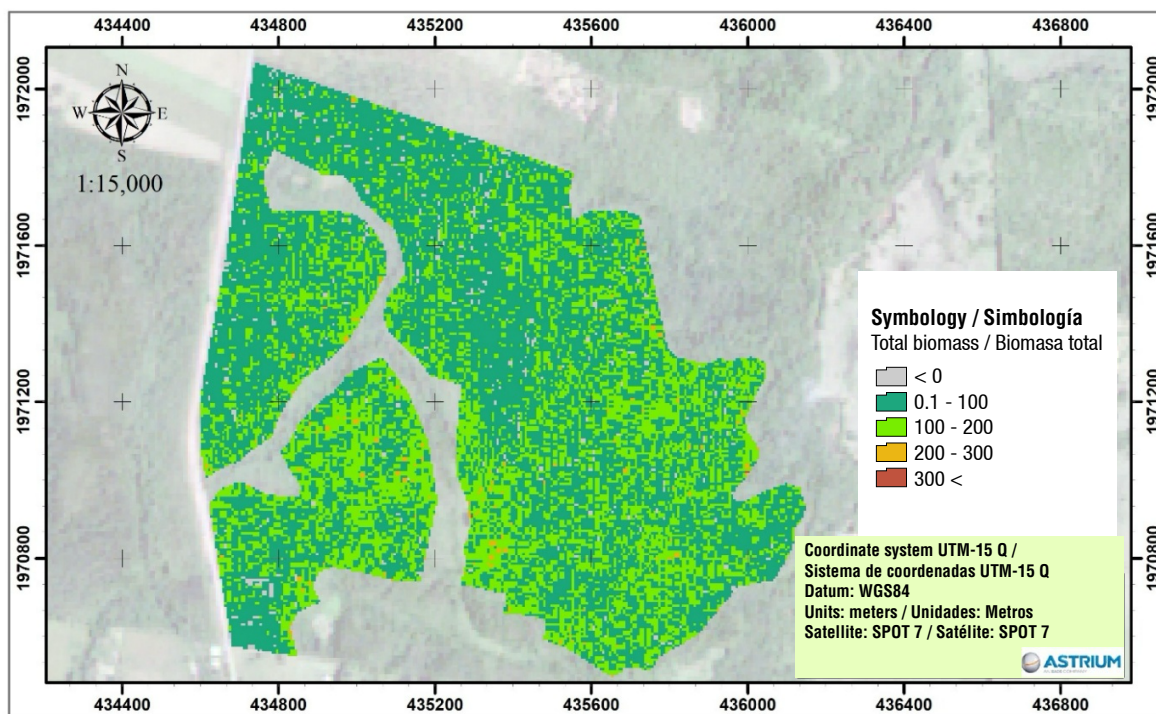 434400 434800 435200 435600 436000 436400 436800
1972000
1971600
1971200
1970800
N
W E
S
1:15,000
1972000
1971600
1971200
1970800
Symbology / Simbología
Total biomass / Biomasa total
< 0
0.1 - 100
100 - 200
200 - 300
300 <
Coordinate system UTM-15 Q /
Sistema de coordenadas UTM-15 Q
Datum: WGS84
Units: meters / Unidades: Metros
Satellite: SPOT 7 / Satélite: SPOT 7
ASTRIUM
434400 434800 435200 435600 436000 436400 436800